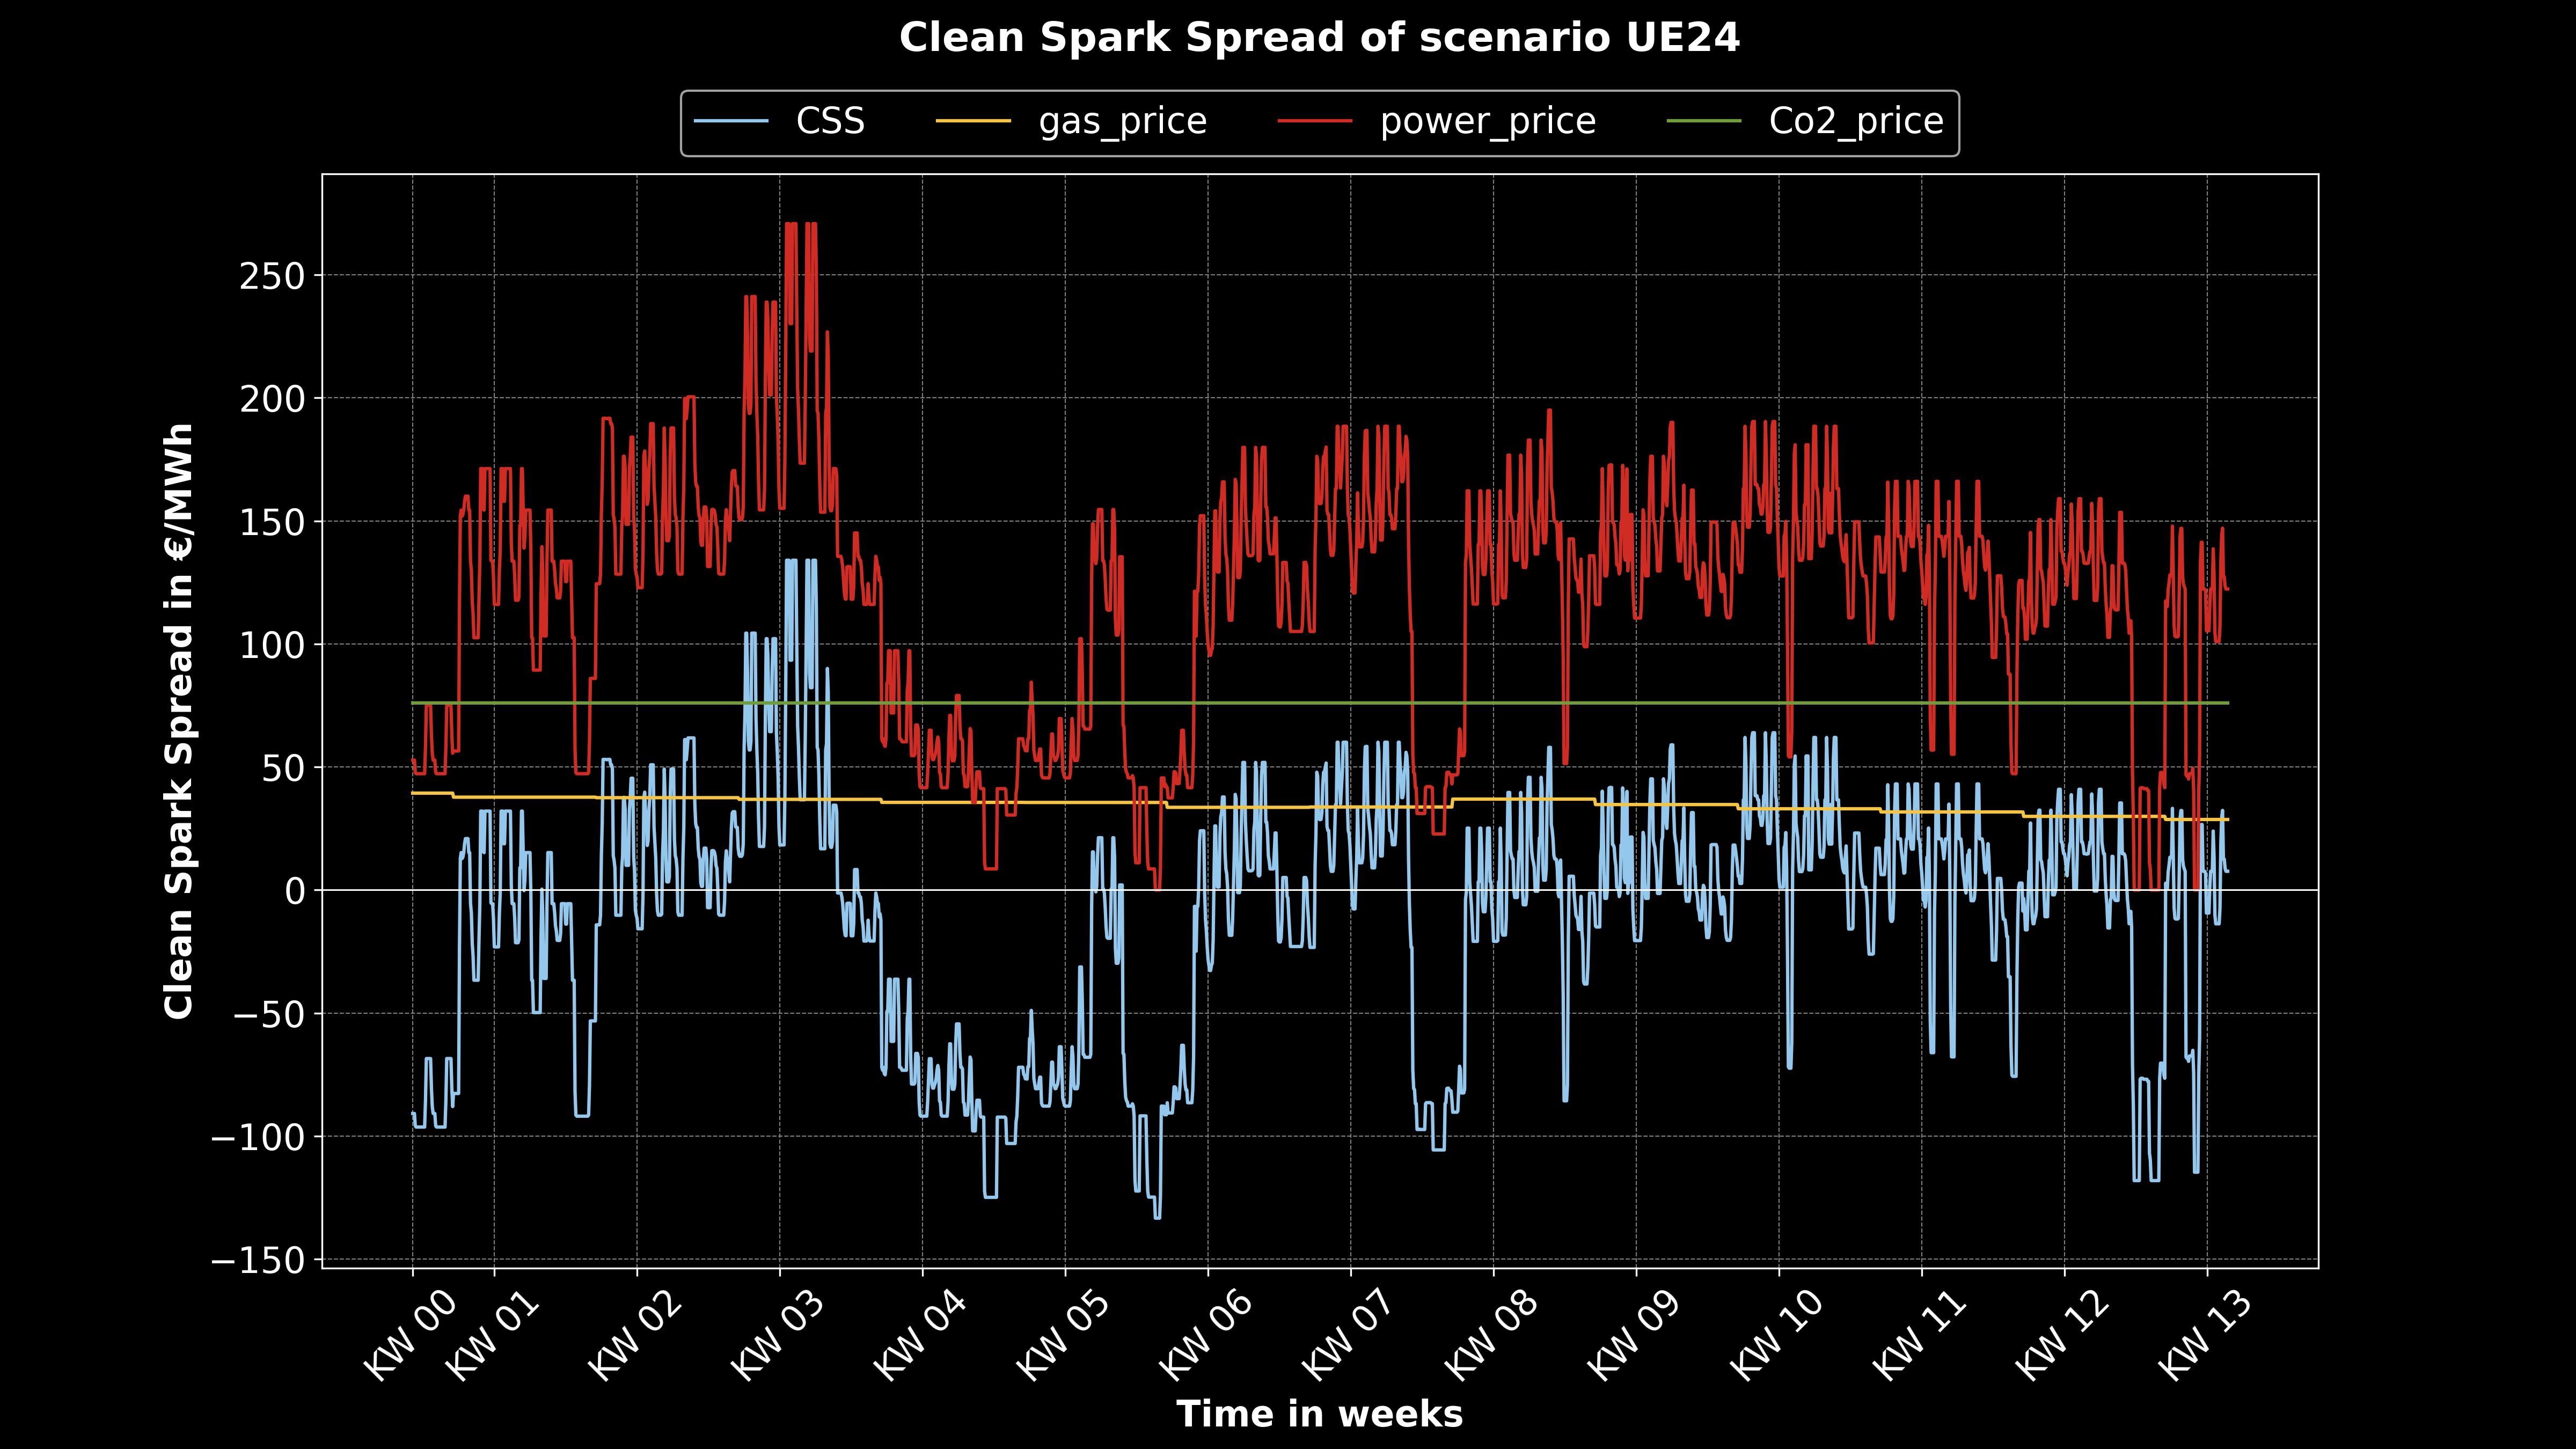 Clean Spark Spread of scenario UE24
CSS gas_price power_price Co2_price
Clean Spark Spread in €/MWh
250
200
150
100
50
0
−50
−100
−150
KW 00 KW 01 KW 02 KW 03 KW 04 KW 05 KW 06 KW 07 KW 08 KW 09 KW 10 KW 11 KW 12 KW 13
Time in weeks